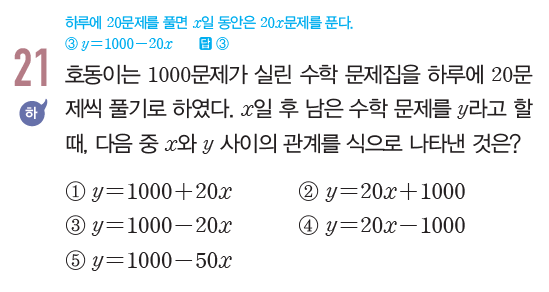 하루에 20문제를 풀면 x일 동안은 20x문제를 푼다.
③ y=1000-20x 답 ③
21 호동이는 1000문제가 실린 수학 문제집을 하루에 20문
하 제씩 풀기로 하였다. x일 후 남은 수학 문제를 y라고 할
때, 다음 중 x와 y 사이의 관계를 식으로 나타낸 것은?
① y=1000+20x ② y=20x+1000
③ y=1000-20x ④ y=20x-1000
⑤ y=1000-50x